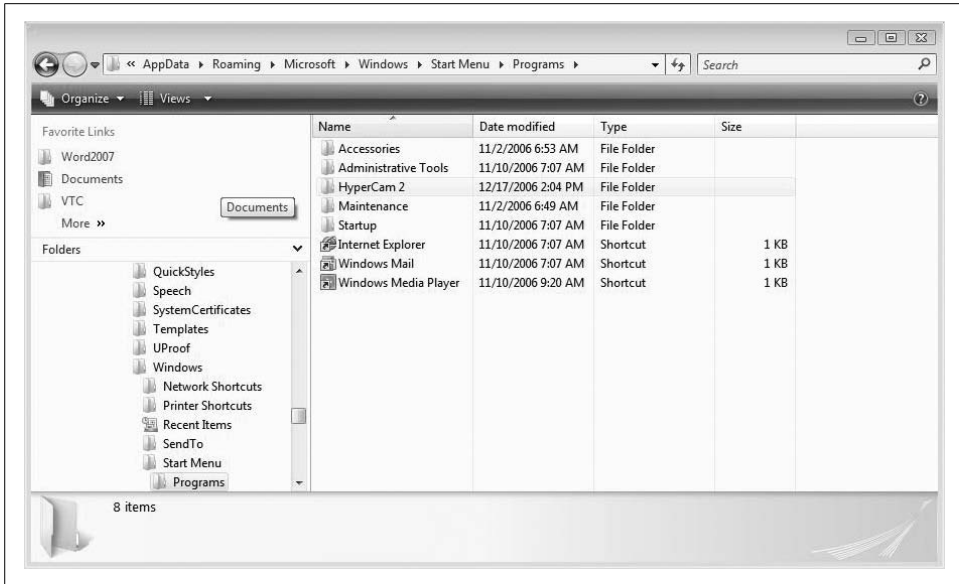 « AppData ▸ Roaming ▸ Microsoft ▸ Windows ▸ Start Menu ▸ Programs ▸ Search
Organize Views
Favorite Links
Word2007
Documents
VTC
More »
Documents
Folders
QuickStyles
Speech
SystemCertificates
Templates
UProof
Windows
Network Shortcuts
Printer Shortcuts
Recent Items
SendTo
Start Menu
Programs
Name Date modified Type Size
Accessories 11/2/2006 6:53 AM File Folder
Administrative Tools 11/10/2006 7:07 AM File Folder
HyperCam 2 12/17/2006 2:04 PM File Folder
Maintenance 11/2/2006 6:49 AM File Folder
Startup 11/10/2006 7:07 AM File Folder
Internet Explorer 11/10/2006 7:07 AM Shortcut 1 KB
Windows Mail 11/10/2006 7:07 AM Shortcut 1 KB
Windows Media Player 11/10/2006 9:20 AM Shortcut 1 KB
8 items